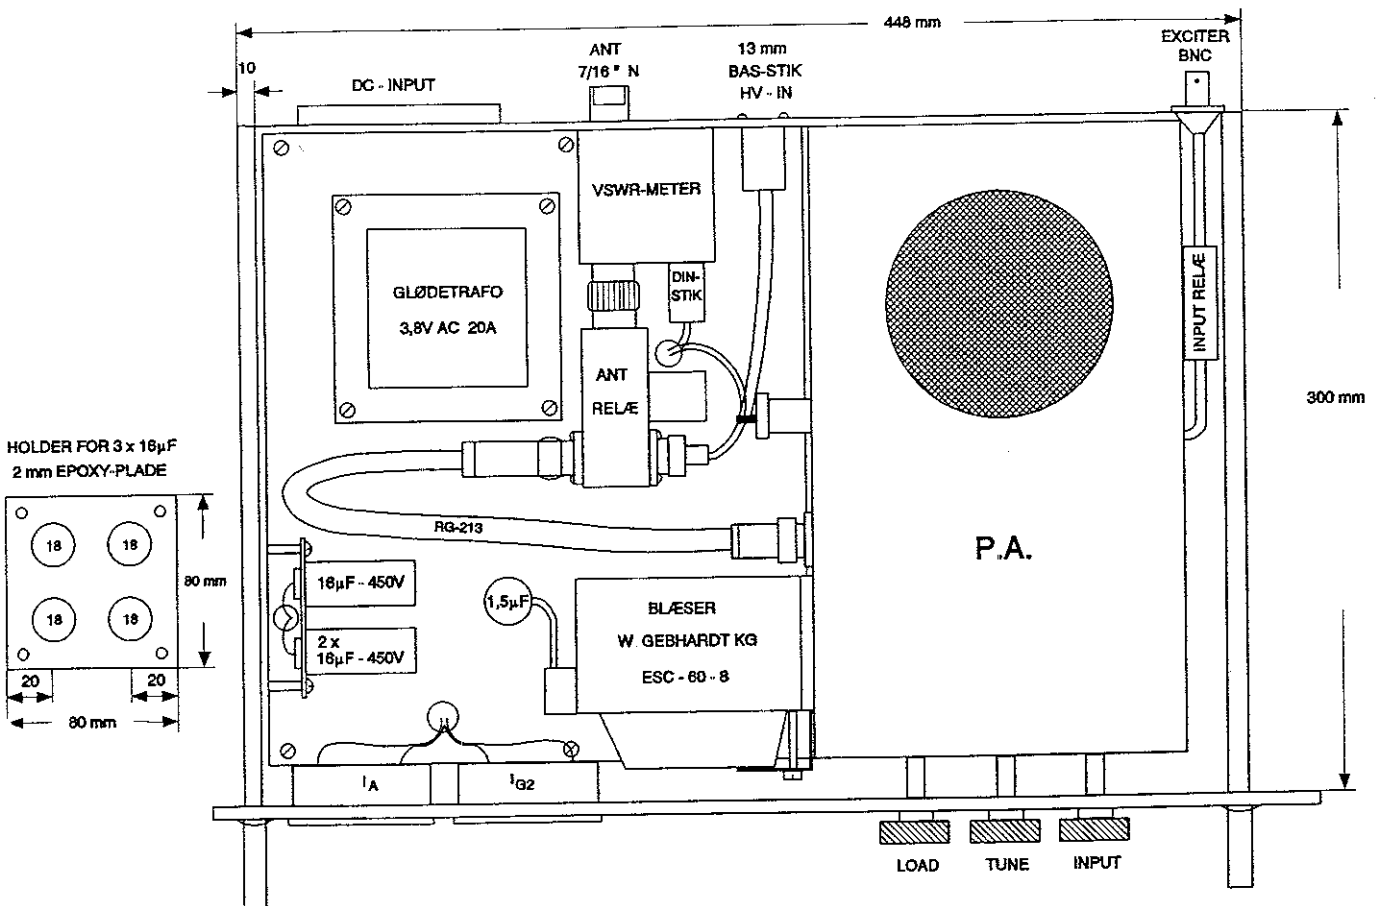 448 mm
EXCITER
BNC
ANT
7/16" N
13 mm
BAS-STIK
HV - IN
10
DC - INPUT
VSWR-METER
DIN-
STIK
GLØDETRAFO
3,8V AC 20A
INPUT RELÆ
ANT
RELÆ
300 mm
HOLDER FOR 3 x 16µF
2 mm EPOXY-PLADE
RG-213
18
18
P.A.
80 mm
16µF - 450V
1,5µF
BLÆSER
W. GEBHARDT KG
ESC - 60 - 8
18
18
2 x
16µF - 450V
20
20
80 mm
IA
IG2
LOAD
TUNE
INPUT